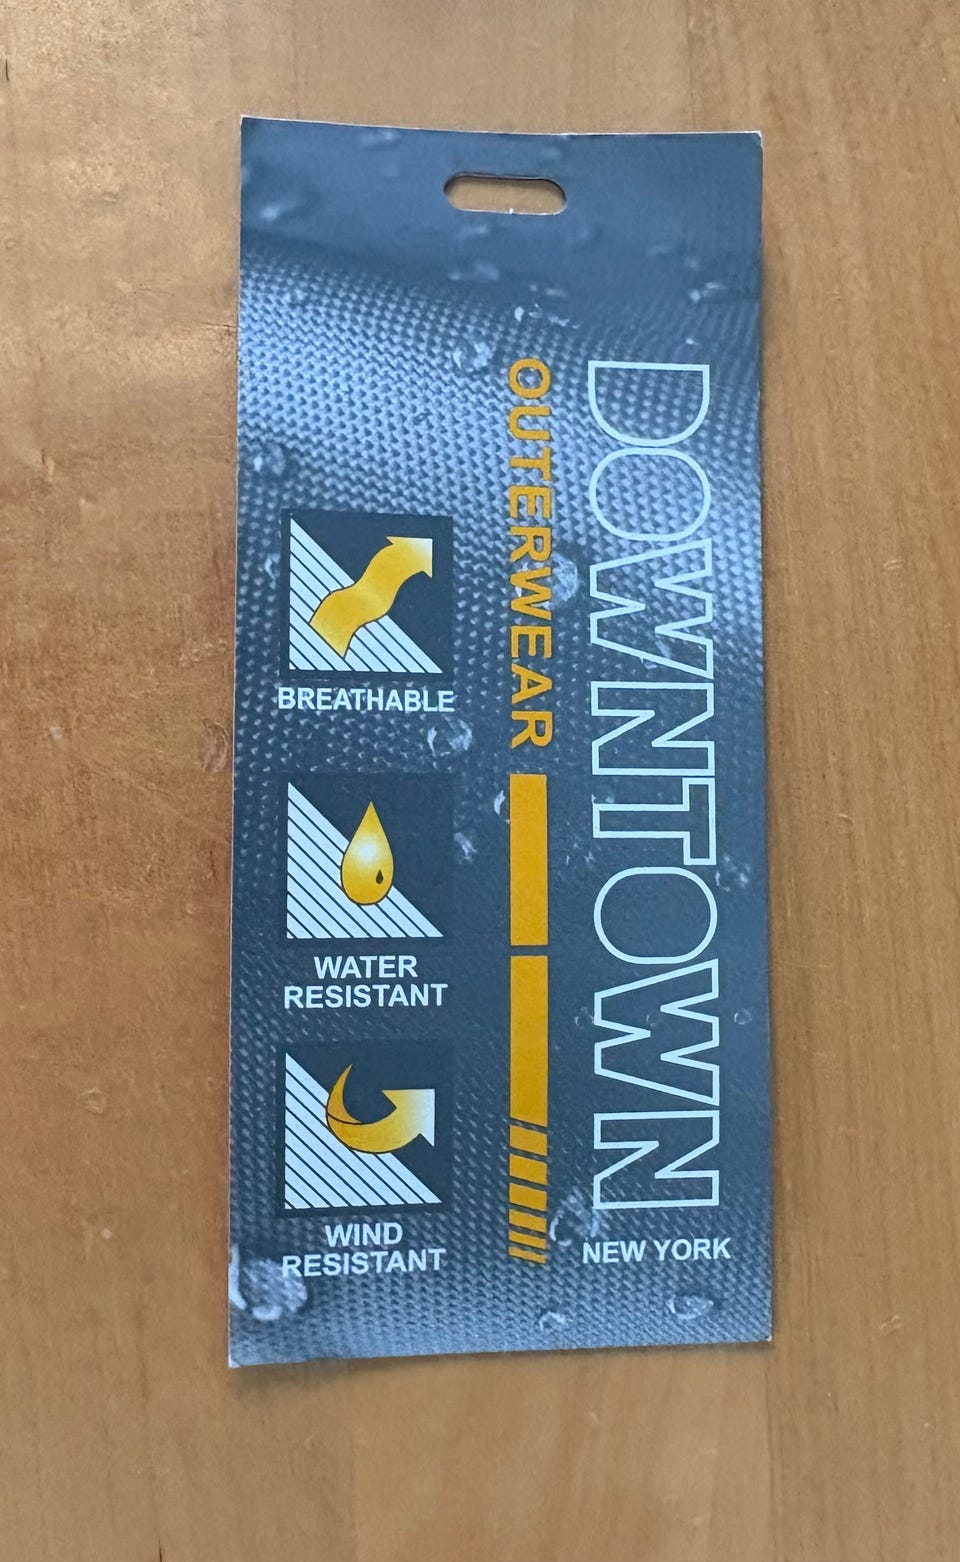 DOWNTOWN
NEW YORK
OUTERWEAR
BREATHABLE
WATER
RESISTANT
WIND
RESISTANT